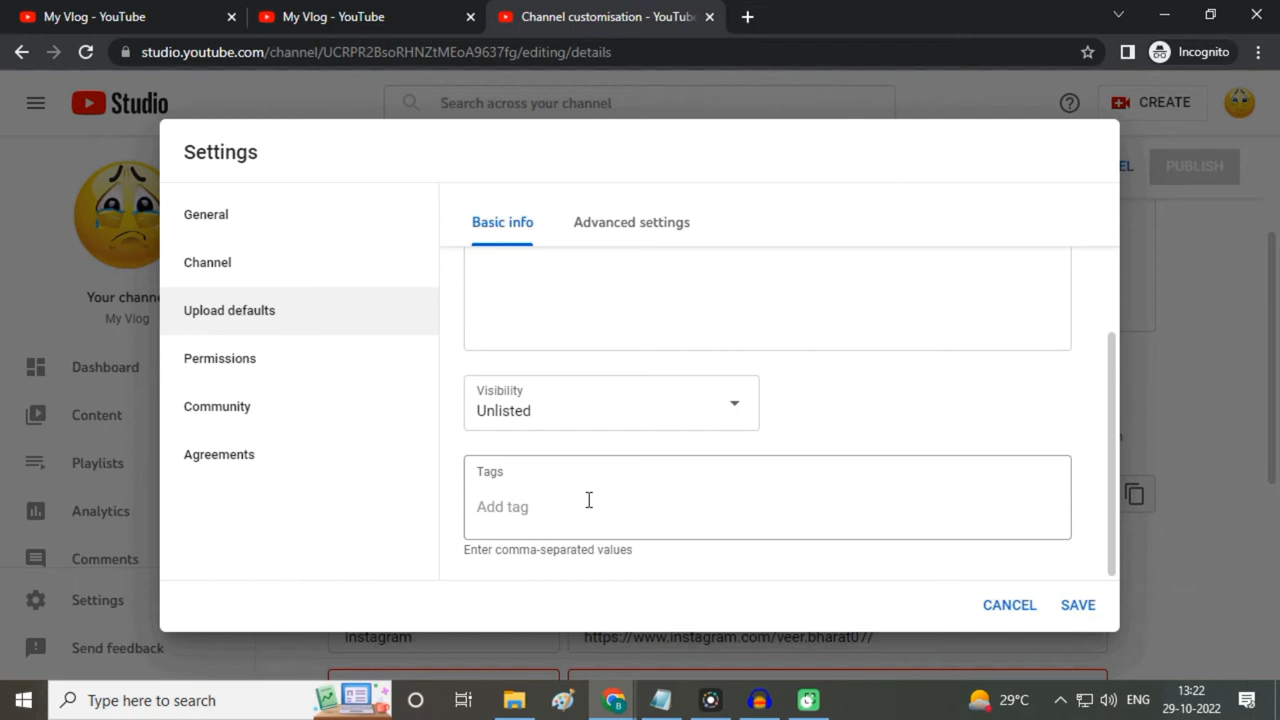 My Vlog - YouTube
My Vlog - YouTube
Channel customisation - YouTube
studio.youtube.com/channel/UCRPR2BsoRHNZtMEoA9637fg/editing/details
Incognito
Studio
Search across your channel
CREATE
Settings
EL
PUBLISH
General
Basic info
Advanced settings
Channel
Your chann
My Vlog
Upload defaults
Permissions
Dashboard
Visibility
Unlisted
Community
Content
Agreements
Playlists
Tags
Add tag
Analytics
Comments
Enter comma-separated values
Settings
CANCEL
SAVE
Instagram
https://www.instagram.com/veer.bharat07/
Send feedback
Type here to search
29°C
ENG
13:22
29-10-2022